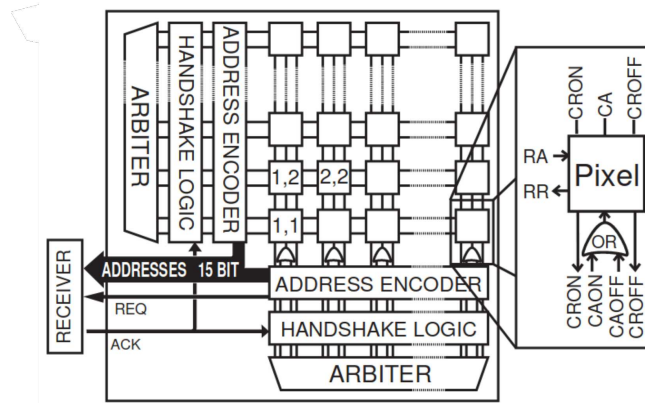 ARBITER
HANDSHAKE LOGIC
ADDRESS ENCODER
1,2
2,2
1,1
RECEIVER
ADDRESSES 15 BIT
REQ
ACK
ADDRESS ENCODER
HANDSHAKE LOGIC
ARBITER
CRON
CA
CROFF
RA
RR
Pixel
OR
CRON
CAON
CAOFF
CROFF